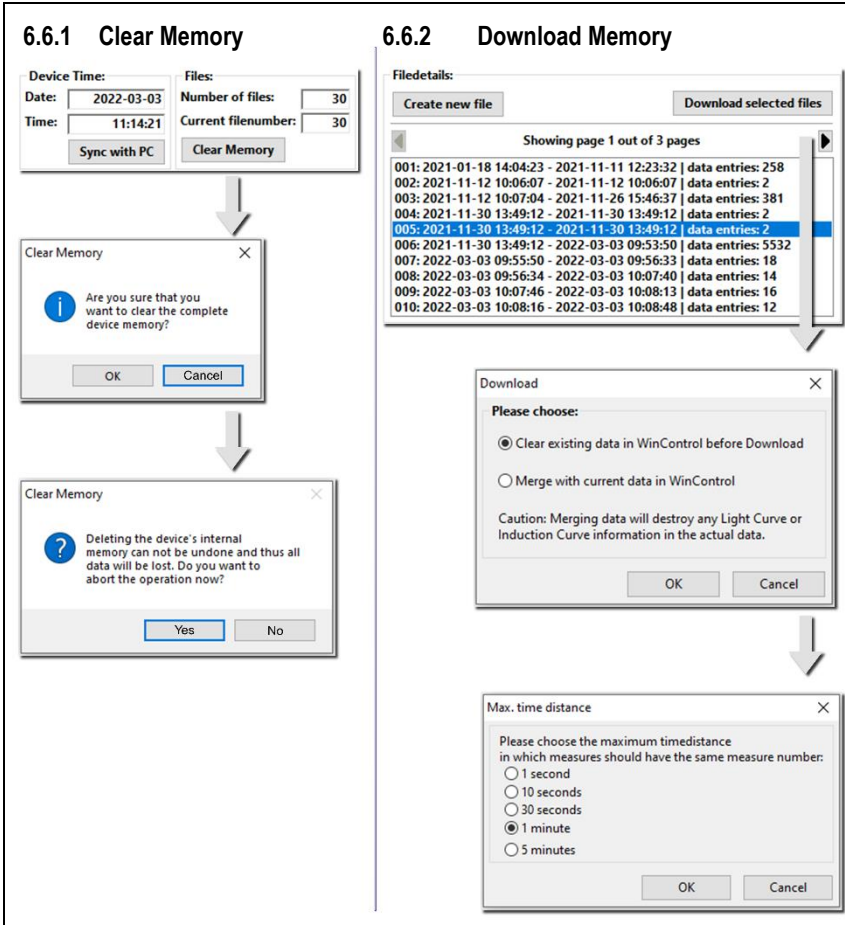 6.6.1 Clear Memory
Device Time:
Date: 2022-03-03
Time: 11:14:21
Sync with PC
Files:
Number of files: 30
Current filenumber: 30
Clear Memory
Clear Memory
Are you sure that you
want to clear the complete
device memory?
OK Cancel
Clear Memory
Deleting the device's internal
memory can not be undone and thus all
data will be lost. Do you want to
abort the operation now?
Yes No
6.6.2 Download Memory
Filedetails:
Create new file Download selected files
Showing page 1 out of 3 pages
001: 2021-01-18 14:04:23 - 2021-11-11 12:23:32 | data entries: 258
002: 2021-11-12 10:06:07 - 2021-11-12 10:06:07 | data entries: 2
003: 2021-11-12 10:07:04 - 2021-11-26 15:46:37 | data entries: 381
004: 2021-11-30 13:49:12 - 2021-11-30 13:49:12 | data entries: 2
005: 2021-11-30 13:49:12 - 2021-11-30 13:49:12 | data entries: 2
006: 2021-11-30 13:49:12 - 2022-03-03 09:53:50 | data entries: 5532
007: 2022-03-03 09:55:50 - 2022-03-03 09:56:33 | data entries: 18
008: 2022-03-03 09:56:34 - 2022-03-03 10:07:40 | data entries: 14
009: 2022-03-03 10:07:46 - 2022-03-03 10:08:13 | data entries: 16
010: 2022-03-03 10:08:16 - 2022-03-03 10:08:48 | data entries: 12
Download
Please choose:
Clear existing data in WinControl before Download
Merge with current data in WinControl
Caution: Merging data will destroy any Light Curve or
Induction Curve information in the actual data.
OK Cancel
Max. time distance
Please choose the maximum timedistance
in which measures should have the same measure number:
1 second
10 seconds
30 seconds
1 minute
5 minutes
OK Cancel